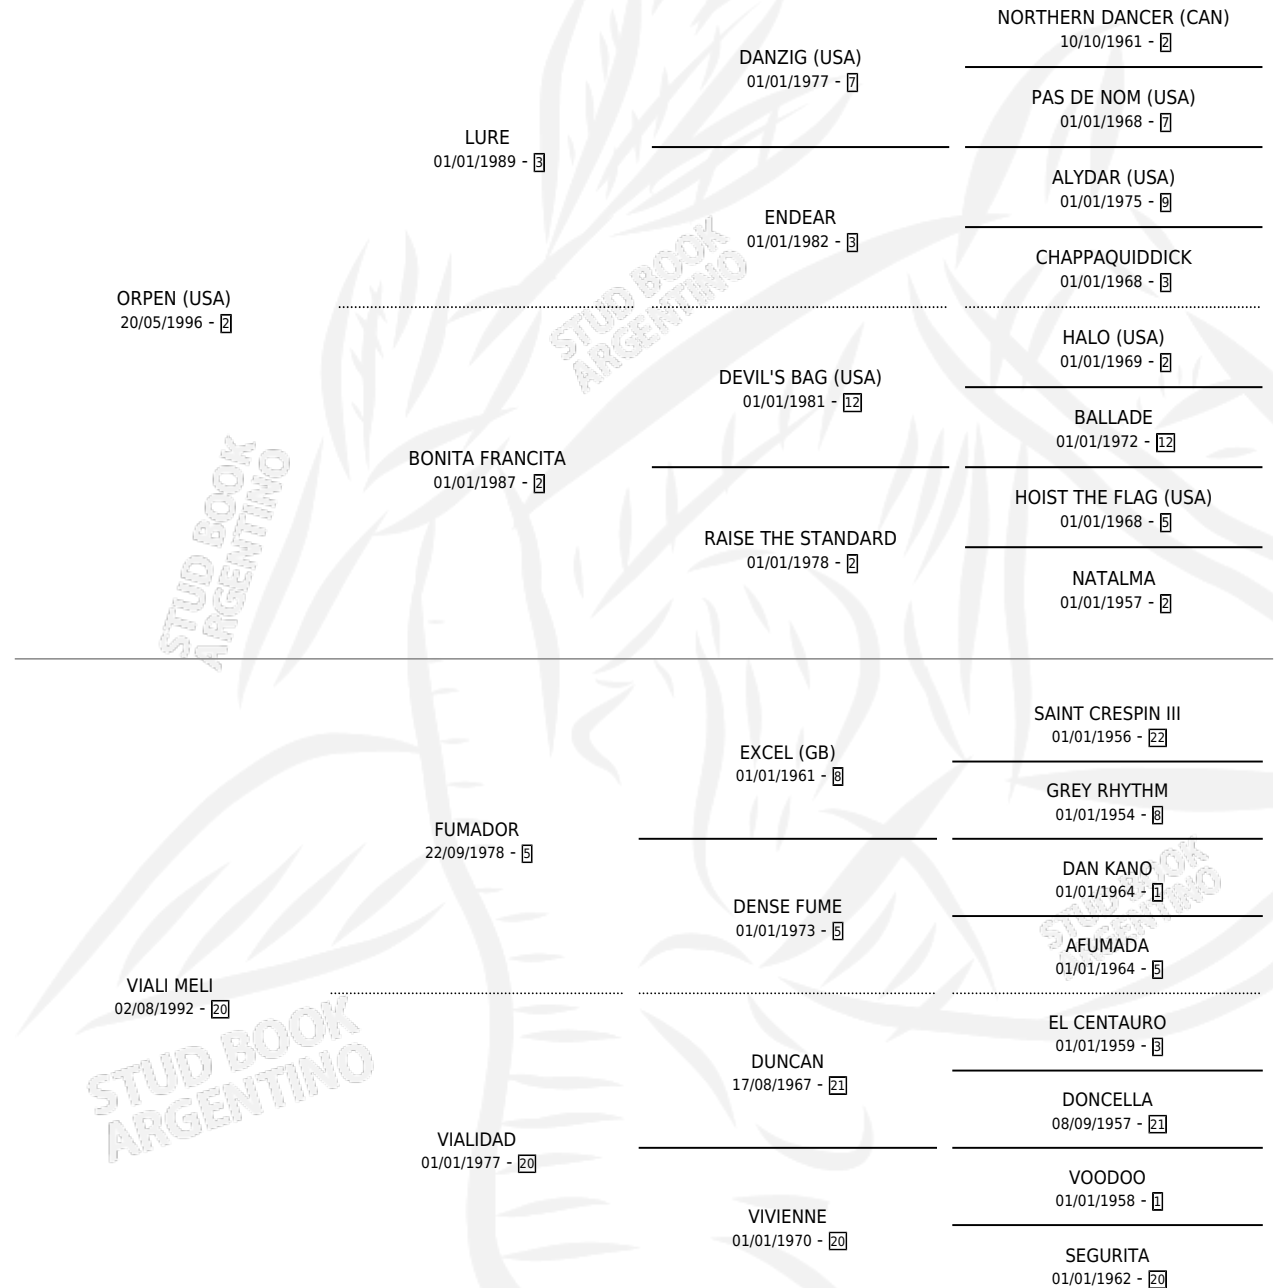 NORTHERN DANCER (CAN)
10/10/1961 - 2
DANZIG (USA)
01/01/1977 - 7
PAS DE NOM (USA)
01/01/1968 - 7
LURE
01/01/1989 - 3
ALYDAR (USA)
01/01/1975 - 9
ENDEAR
01/01/1982 - 3
CHAPPAQUIDDICK
01/01/1968 - 3
ORPEN (USA)
20/05/1996 - 2
STUD BOOK
ARGENTINO
HALO (USA)
01/01/1969 - 2
DEVIL'S BAG (USA)
01/01/1981 - 12
BALLADE
01/01/1972 - 12
BONITA FRANCITA
01/01/1987 - 2
HOIST THE FLAG (USA)
01/01/1968 - 5
RAISE THE STANDARD
01/01/1978 - 2
NATALMA
01/01/1957 - 2
STUD BOOK
ARGENTINO
SAINT CRESPIN III
01/01/1956 - 22
EXCEL (GB)
01/01/1961 - 8
GREY RHYTHM
01/01/1954 - 8
FUMADOR
22/09/1978 - 5
DAN KANO
01/01/1964 - 1
DENSE FUME
01/01/1973 - 5
STUD BOOK
ARGENTINO
AFUMADA
01/01/1964 - 5
VIALI MELI
02/08/1992 - 20
STUD BOOK
ARGENTINO
EL CENTAURO
01/01/1959 - 3
DUNCAN
17/08/1967 - 21
DONCELLA
08/09/1957 - 21
VIALIDAD
01/01/1977 - 20
VOODOO
01/01/1958 - 1
VIVIENNE
01/01/1970 - 20
SEGURITA
01/01/1962 - 20